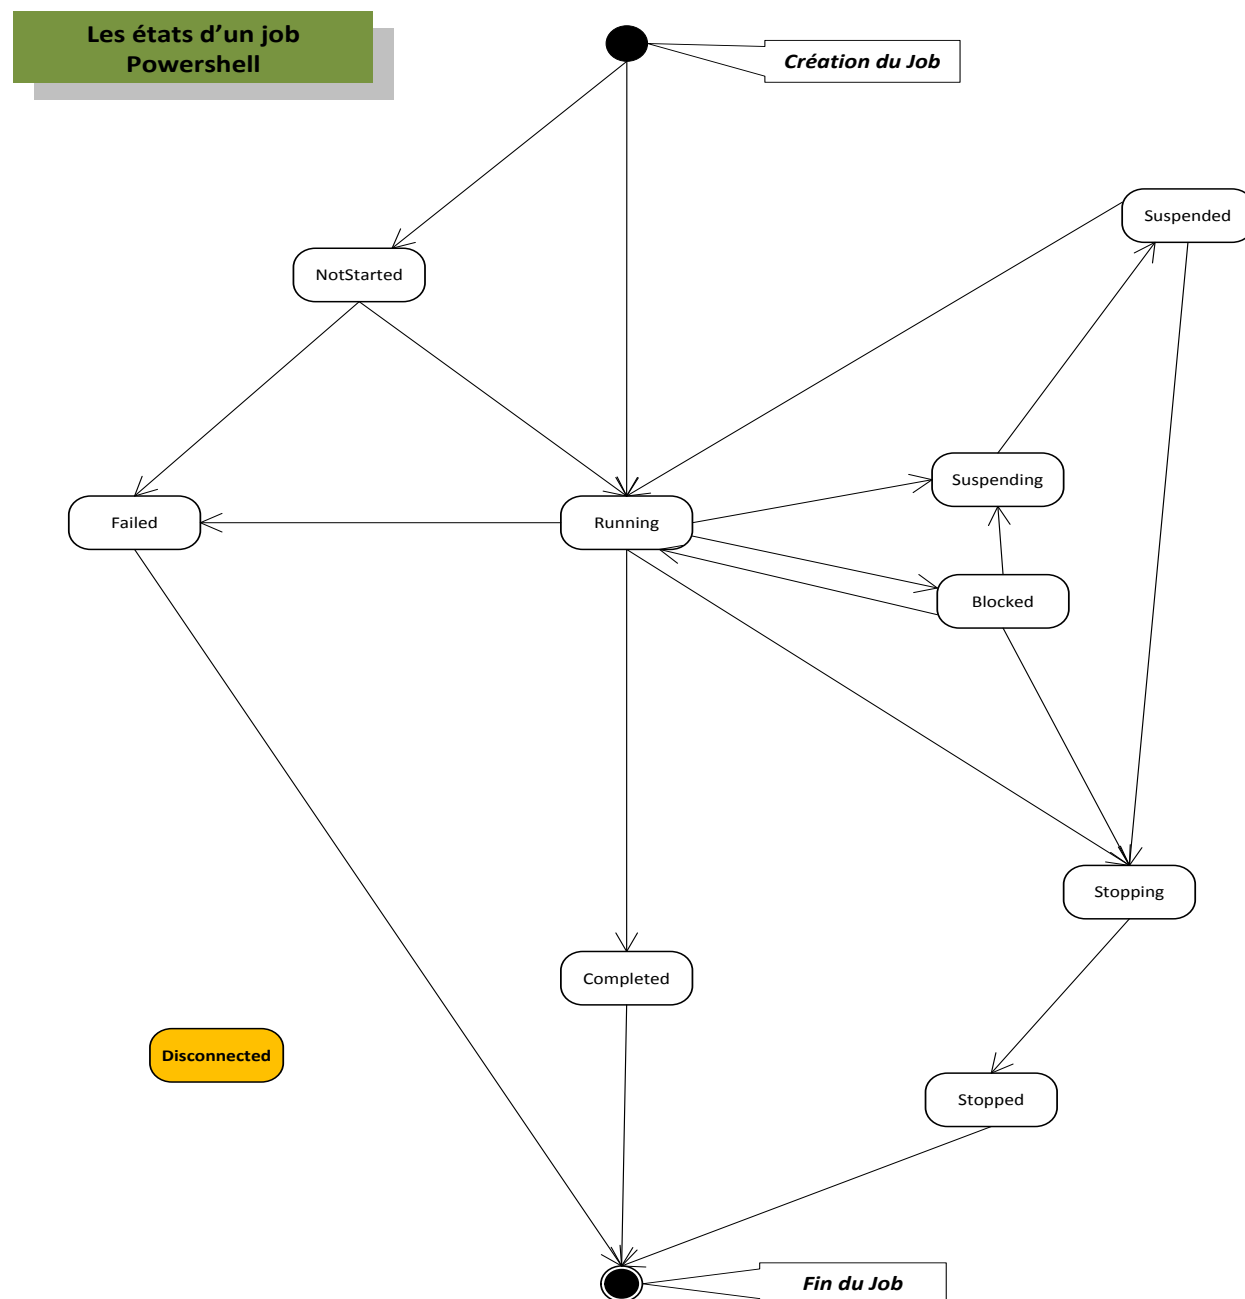 Les états d’un job
Powershell
Création du Job
Suspended
NotStarted
Suspending
Failed
Running
Blocked
Stopping
Completed
Disconnected
Stopped
Fin du Job